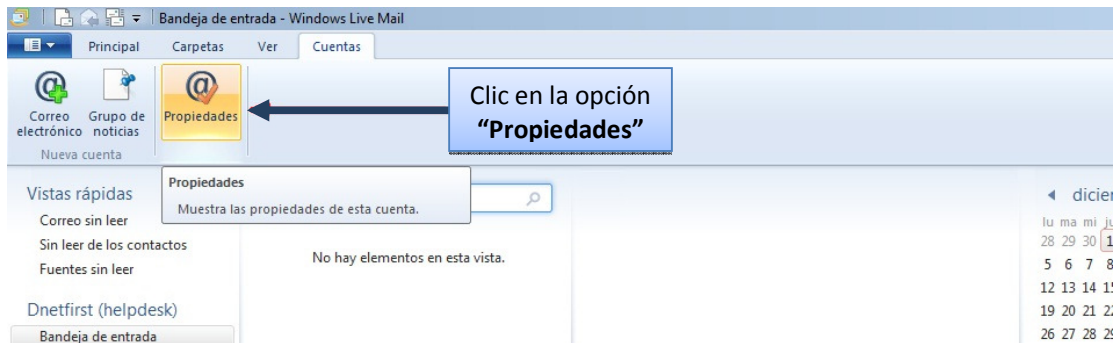 Bandeja de entrada - Windows Live Mail
Principal Carpetas Ver Cuentas
Correo electrónico
Grupo de noticias
Propiedades
Nueva cuenta
Clic en la opción
“Propiedades”
Propiedades
Muestra las propiedades de esta cuenta.
Vistas rápidas
Correo sin leer
Sin leer de los contactos
Fuentes sin leer
Dnetfirst (helpdesk)
Bandeja de entrada
No hay elementos en esta vista.
lu ma mi
28 29 30 1
5 6 7 8
12 13 14 15
19 20 21 22
26 27 28 29